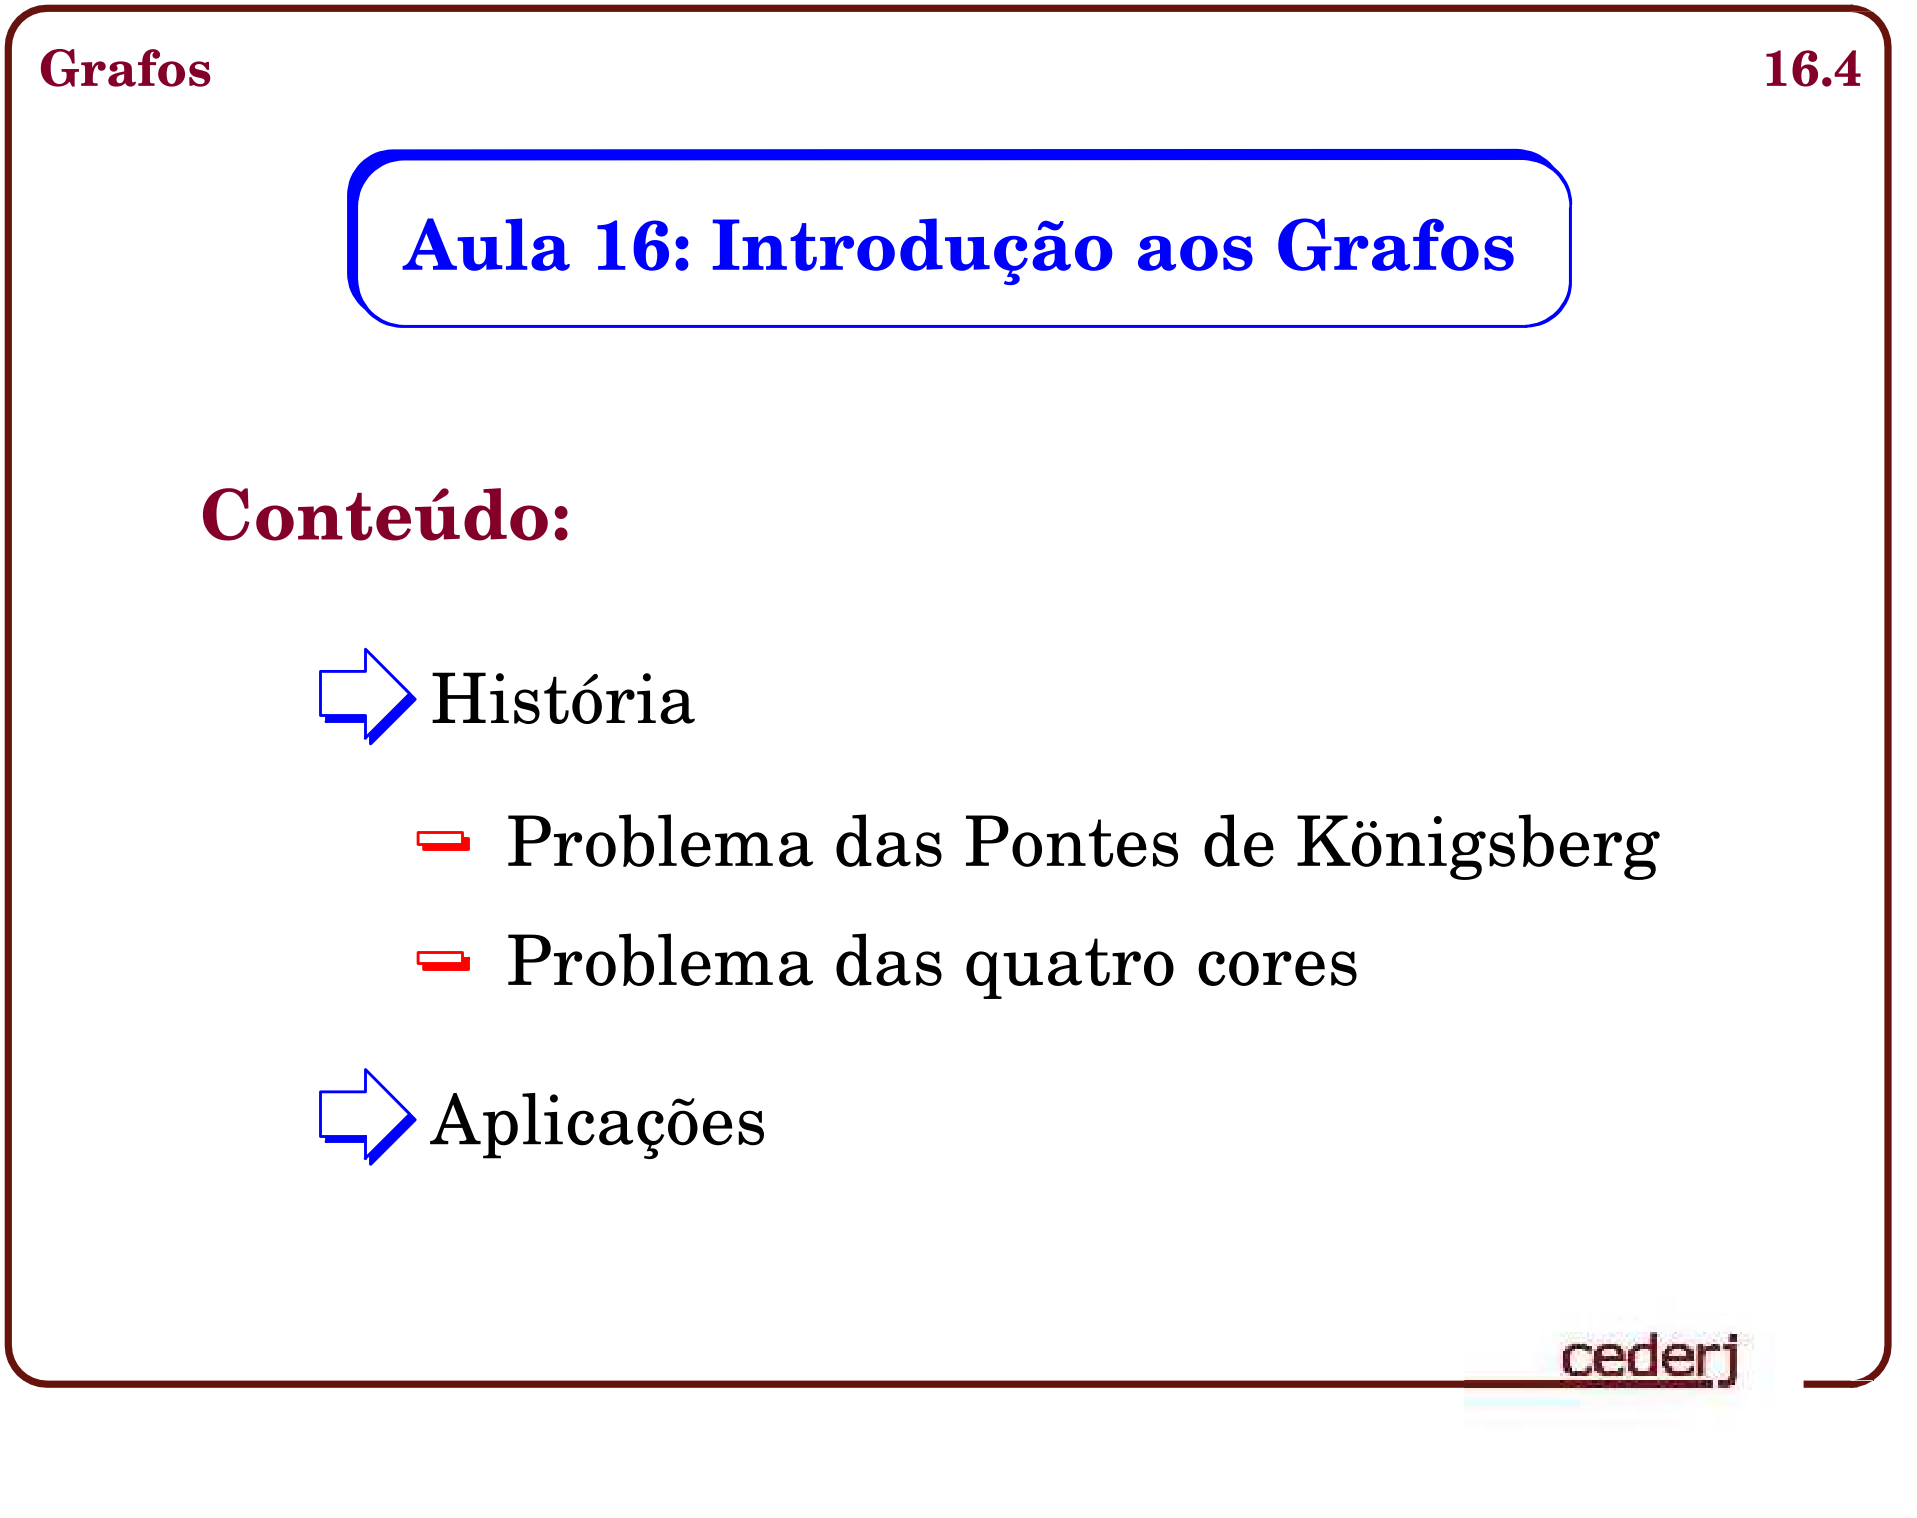 Grafos 16.4
Aula 16: Introdução aos Grafos
Conteúdo:
História
Problema das Pontes de Königsberg
Problema das quatro cores
Aplicações
cederj